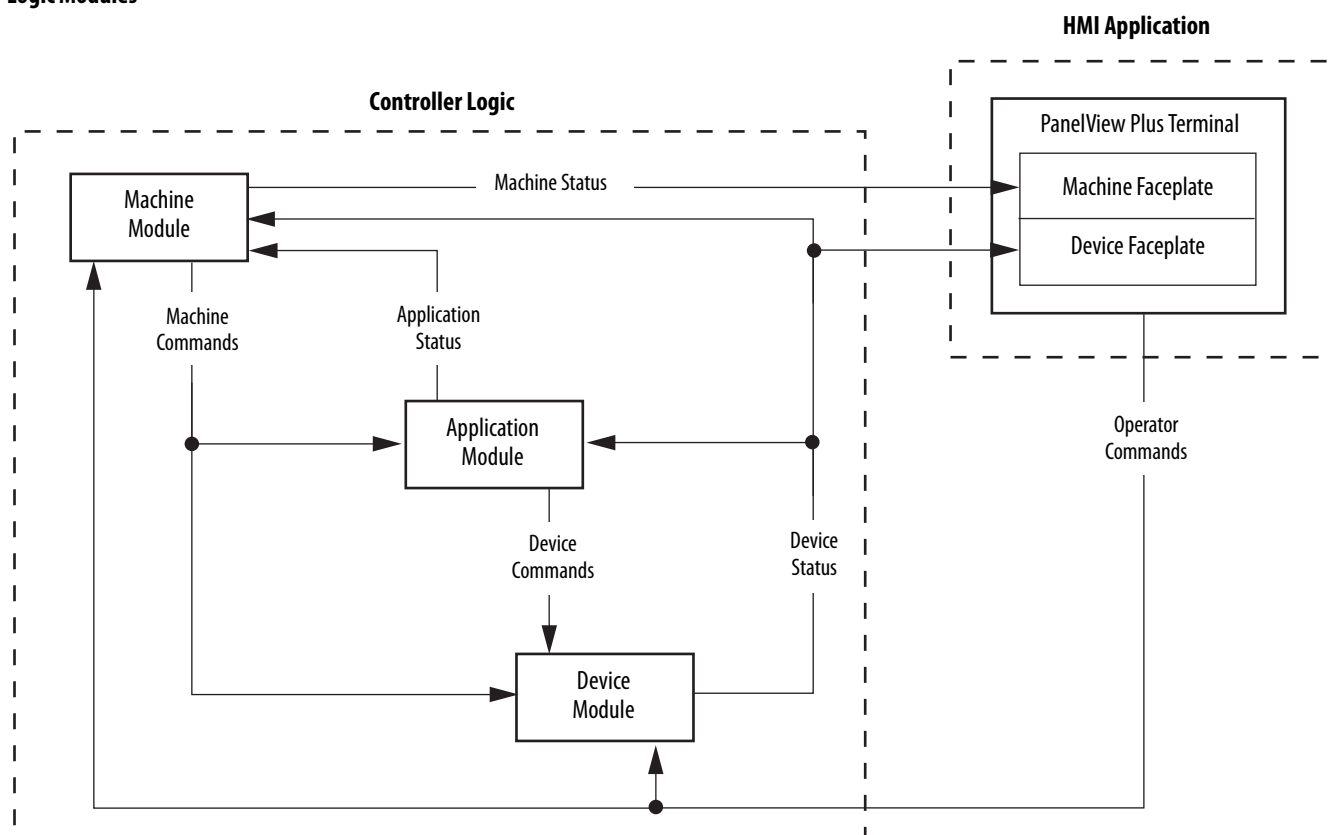 Logic Modules
HMI Application
Controller Logic
PanelView Plus Terminal
Machine Status
Machine
Module
Machine Faceplate
Device Faceplate
Machine
Commands
Application
Status
Application
Module
Operator
Commands
Device
Commands
Device
Status
Device
Module